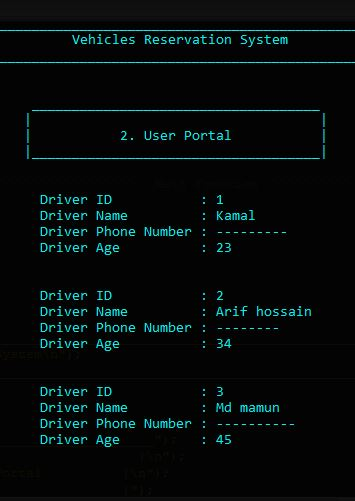 Vehicles Reservation System
2. User Portal
Driver ID : 1
Driver Name : Kamal
Driver Phone Number : ---------
Driver Age : 23
Driver ID : 2
Driver Name : Arif hossain
Driver Phone Number : --------
Driver Age : 34
Driver ID : 3
Driver Name : Md mamun
Driver Phone Number : ----------
Driver Age : 45